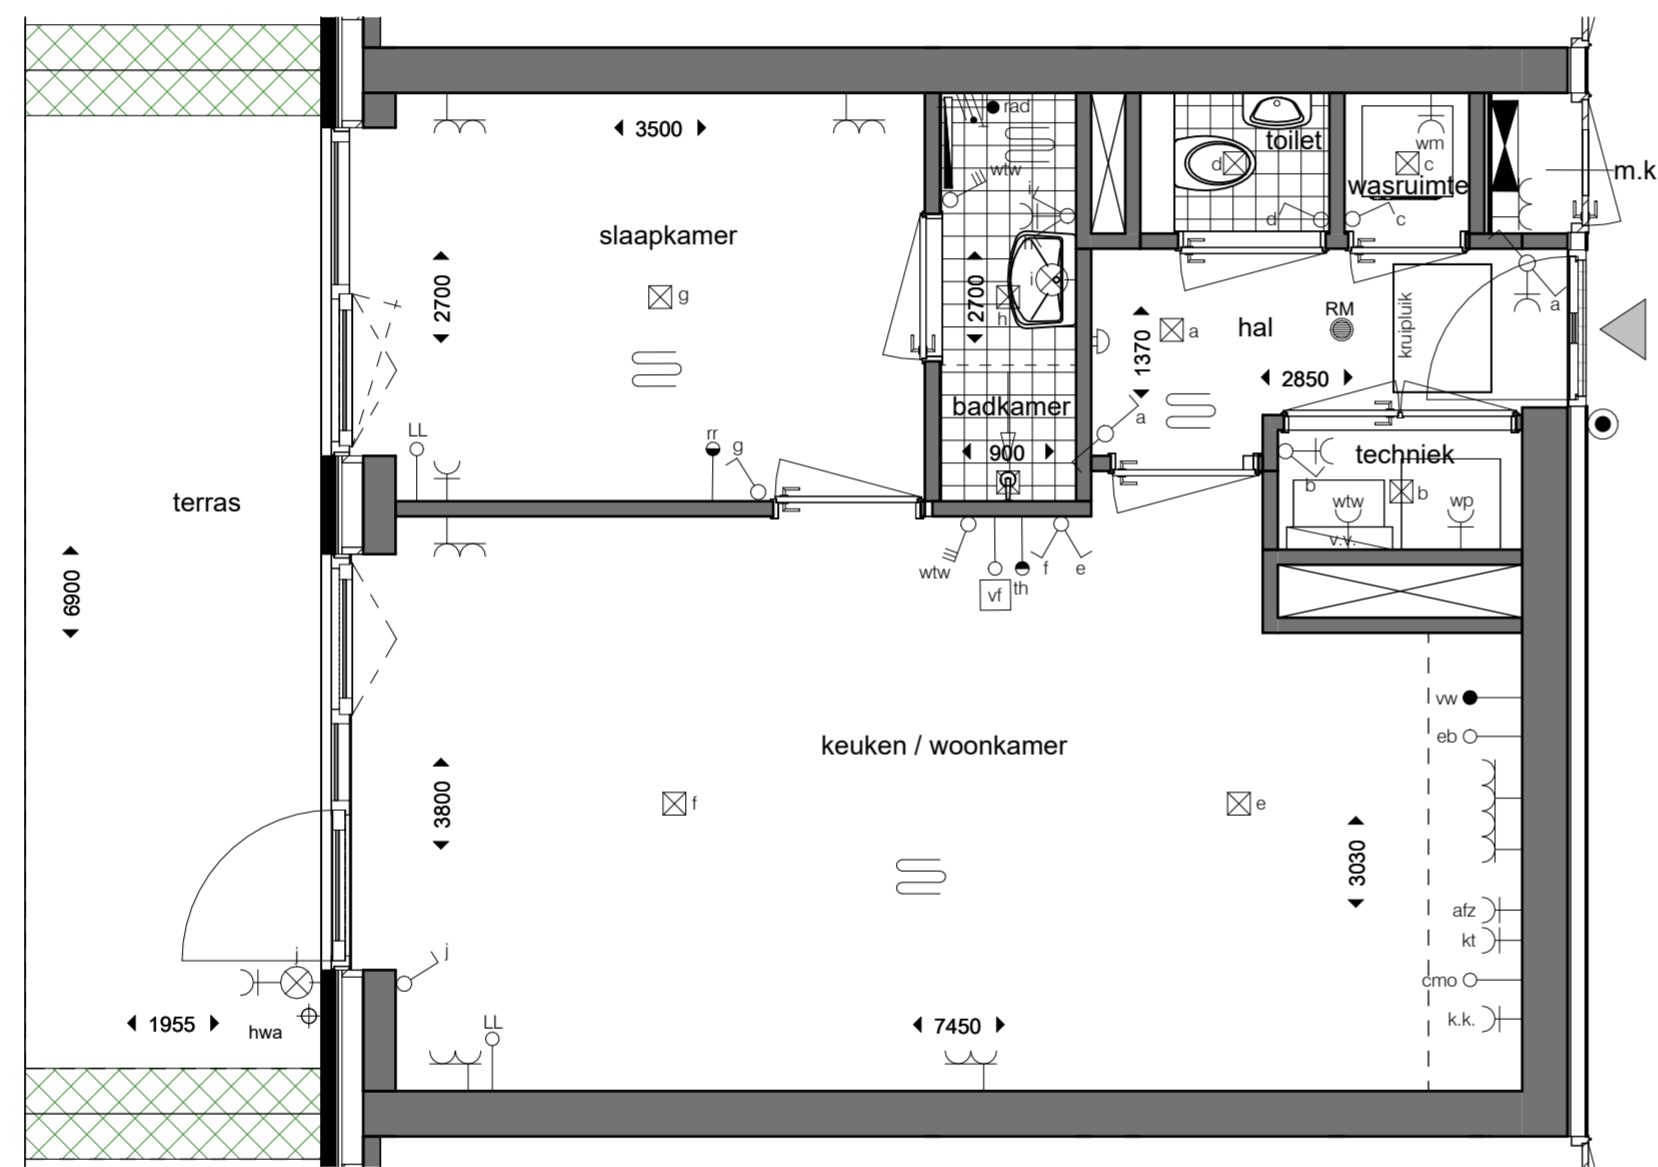 rad
3500
toilet
wm
d
c
wtw
wasruimte
m.k
i
d
c
slaapkamer
h
2700
g
2700
i
h
a
kruipluik
RM
hal
a
1370
2850
badkamer
a
LL
rr
g
900
techniek
b
b
terras
wtw
wp
v.v.
6900
wtw
vf
th
f
e
vw
eb
keuken / woonkamer
3800
f
e
3030
afz
kt
j
j
cmo
1955
hwa
LL
7450
k.k.